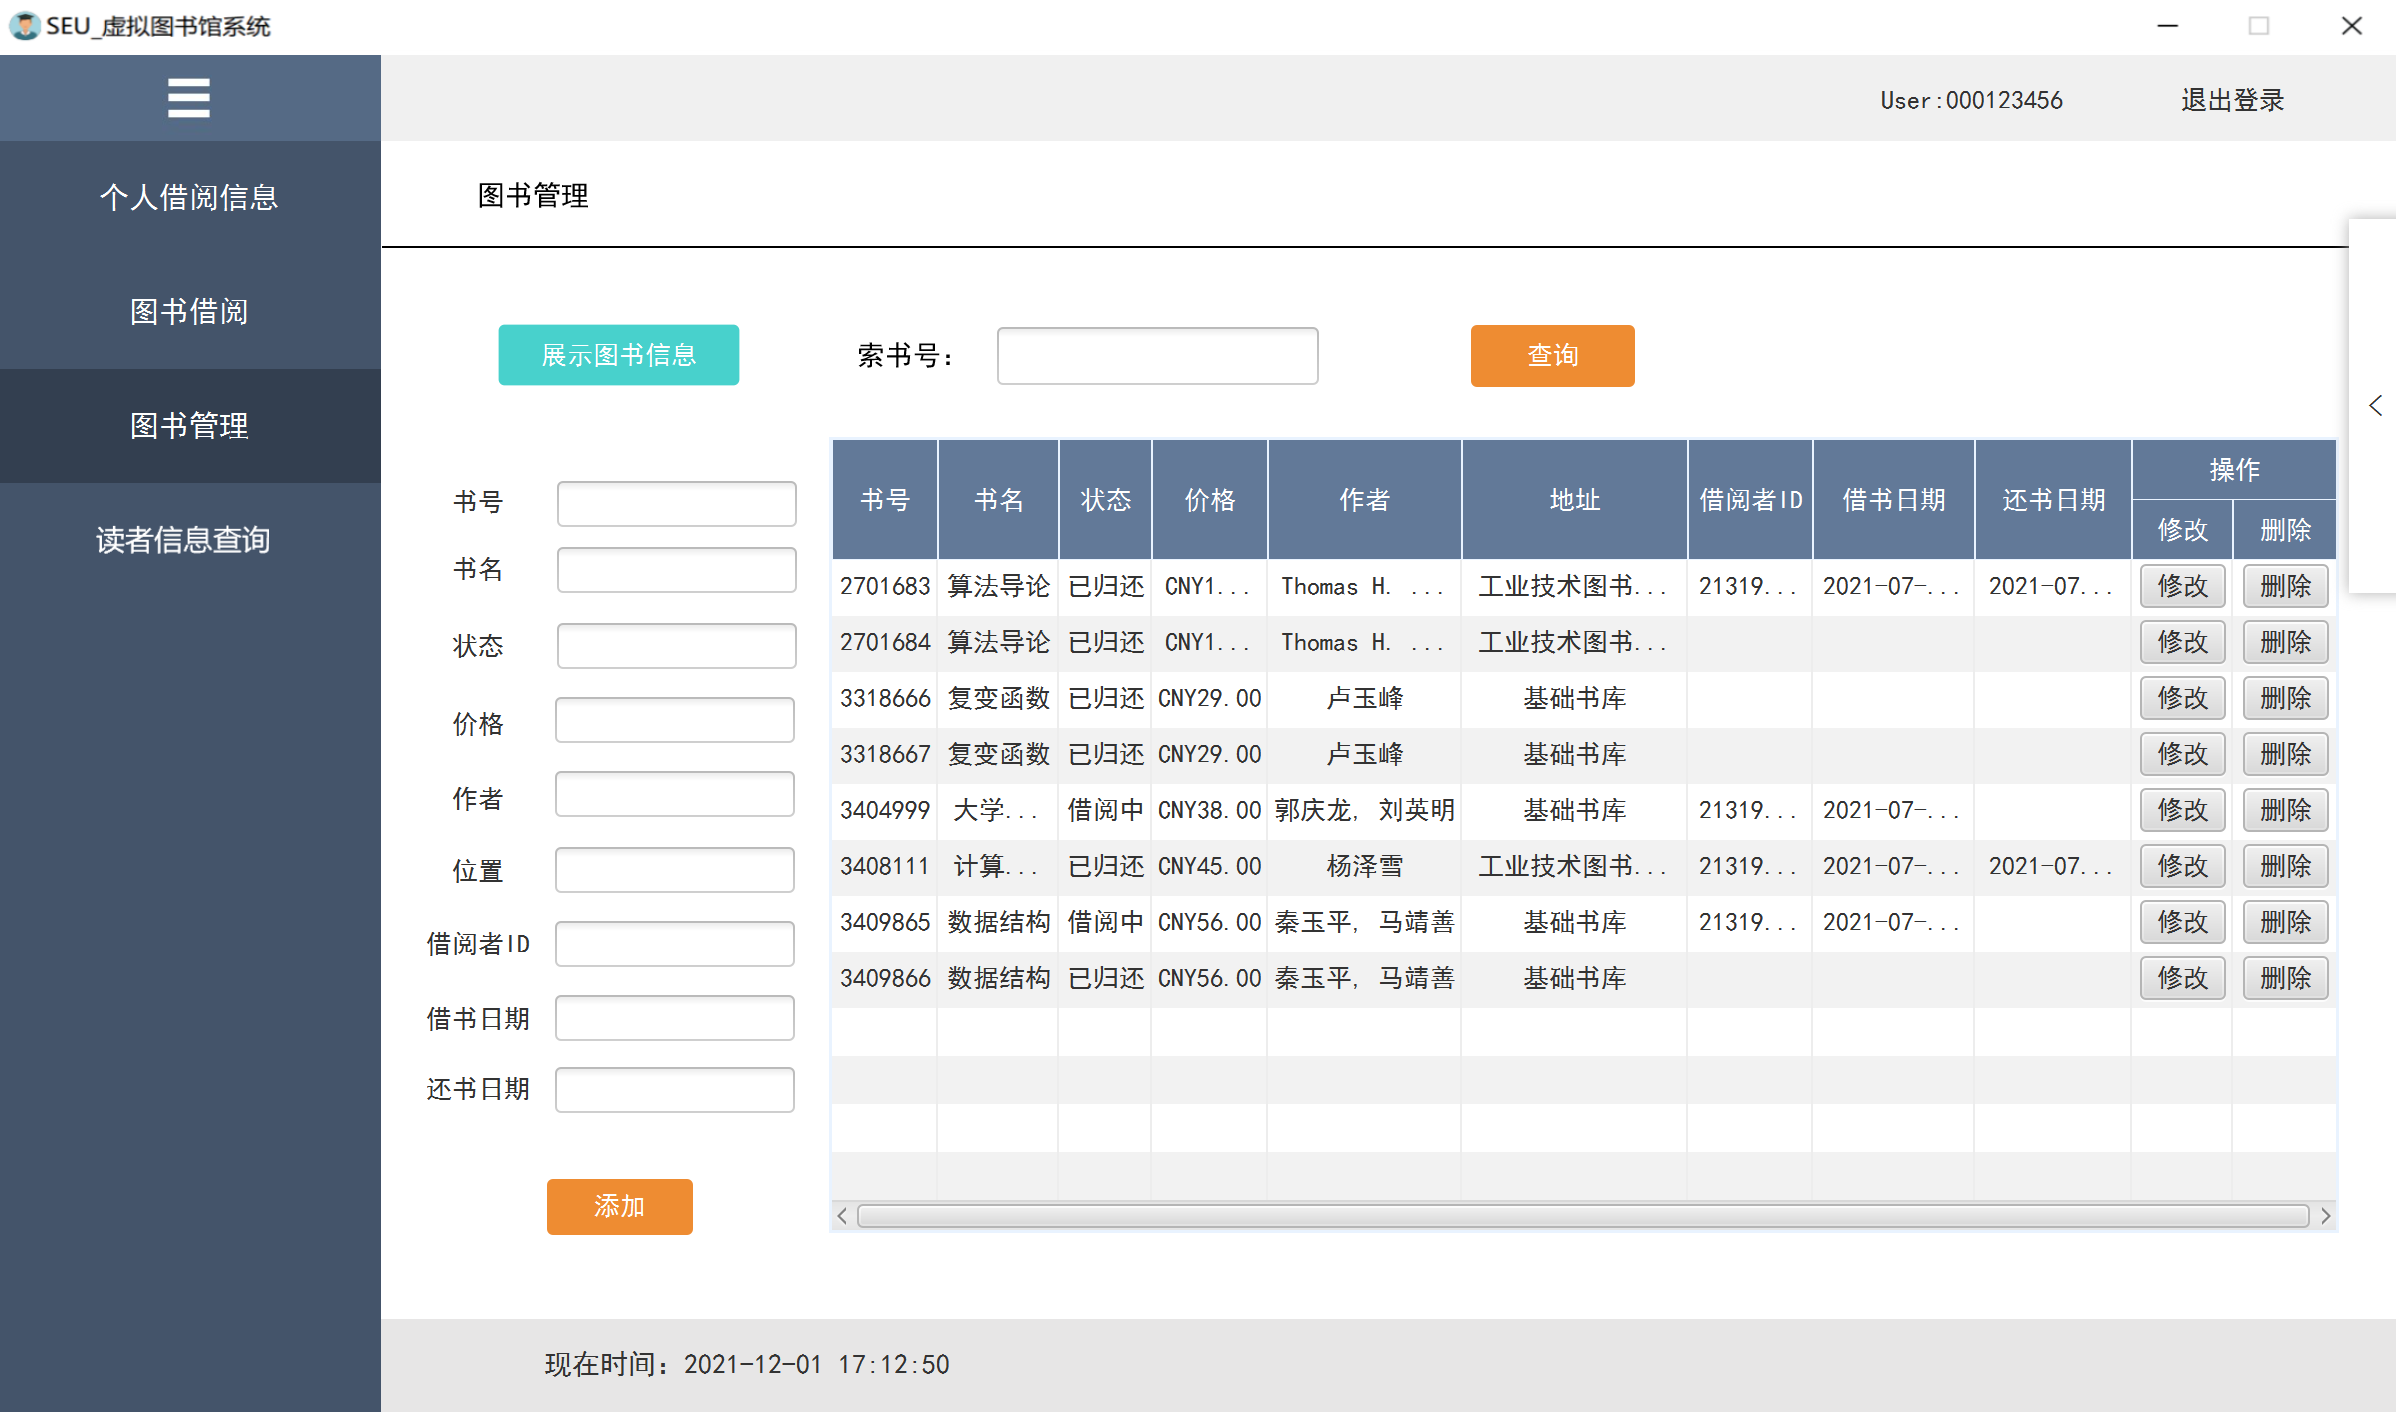 SEU_虚拟图书馆系统
User:000123456 退出登录
个人借阅信息
图书借阅
图书管理
读者信息查询
图书管理
展示图书信息 索书号： 查询
书号
书名
状态
价格
作者
位置
借阅者ID
借书日期
还书日期
添加
书号 书名 状态 价格 作者 地址 借阅者ID 借书日期 还书日期 操作
修改 删除
2701683 算法导论 已归还 CNY1... Thomas H. ... 工业技术图书... 21319... 2021-07-... 2021-07... 修改 删除
2701684 算法导论 已归还 CNY1... Thomas H. ... 工业技术图书... 修改 删除
3318666 复变函数 已归还 CNY29.00 卢玉峰 基础书库 修改 删除
3318667 复变函数 已归还 CNY29.00 卢玉峰 基础书库 修改 删除
3404999 大学... 借阅中 CNY38.00 郭庆龙, 刘英明 基础书库 21319... 2021-07-... 修改 删除
3408111 计算... 已归还 CNY45.00 杨泽雪 工业技术图书... 21319... 2021-07-... 2021-07... 修改 删除
3409865 数据结构 借阅中 CNY56.00 秦玉平, 马靖善 基础书库 21319... 2021-07-... 修改 删除
3409866 数据结构 已归还 CNY56.00 秦玉平, 马靖善 基础书库 修改 删除
现在时间：2021-12-01 17:12:50